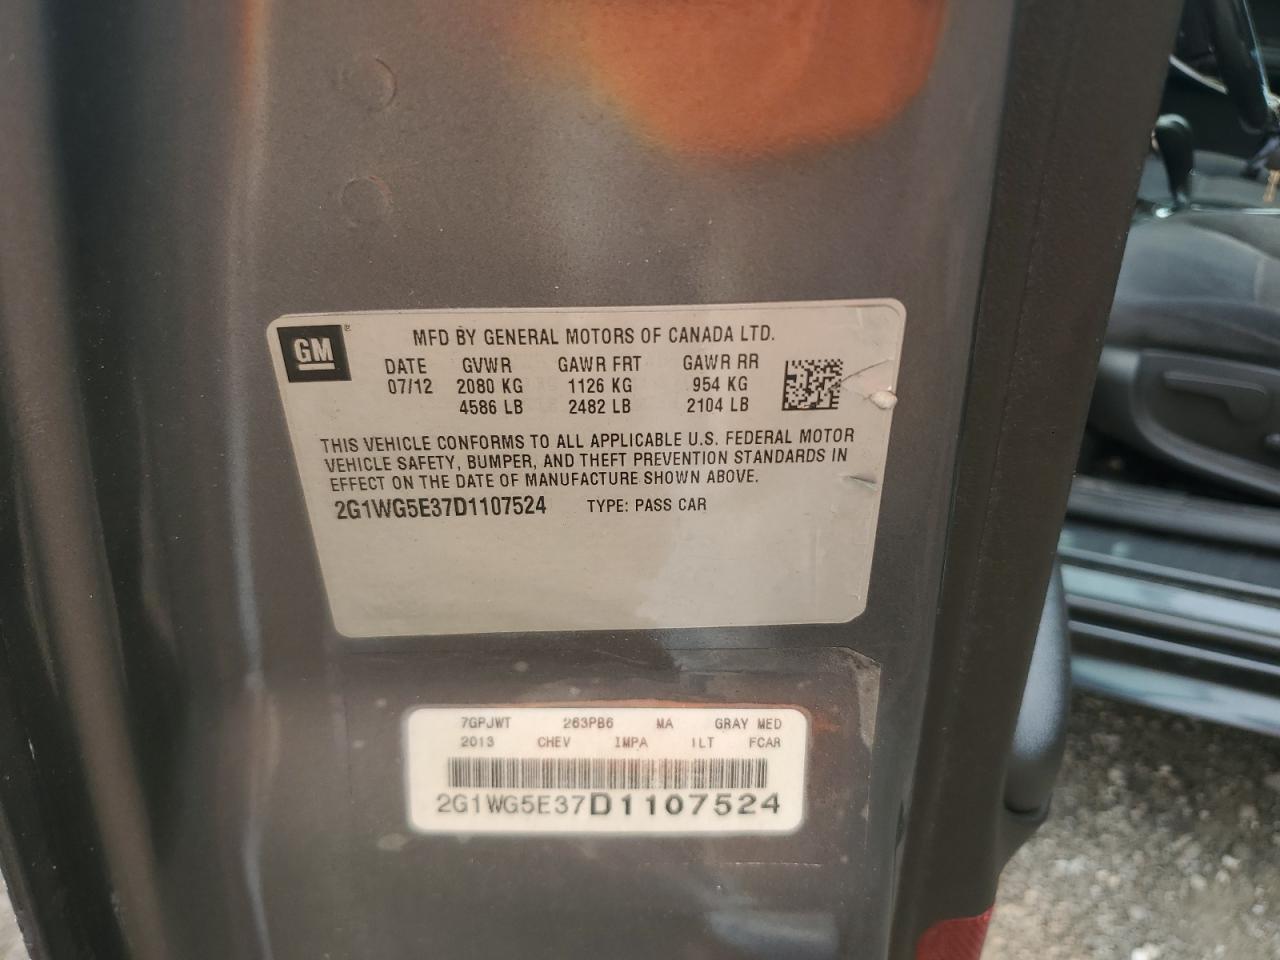 GM ®
MFD BY GENERAL MOTORS OF CANADA LTD.
DATE GVWR GAWR FRT GAWR RR
07/12 2080 KG 1126 KG 954 KG
4586 LB 2482 LB 2104 LB
THIS VEHICLE CONFORMS TO ALL APPLICABLE U.S. FEDERAL MOTOR
VEHICLE SAFETY, BUMPER, AND THEFT PREVENTION STANDARDS IN
EFFECT ON THE DATE OF MANUFACTURE SHOWN ABOVE.
2G1WG5E37D1107524 TYPE: PASS CAR
7GPJWT 263PB6 MA GRAY MED
2013 CHEV IMPA 1LT FCAR
2G1WG5E37D1107524